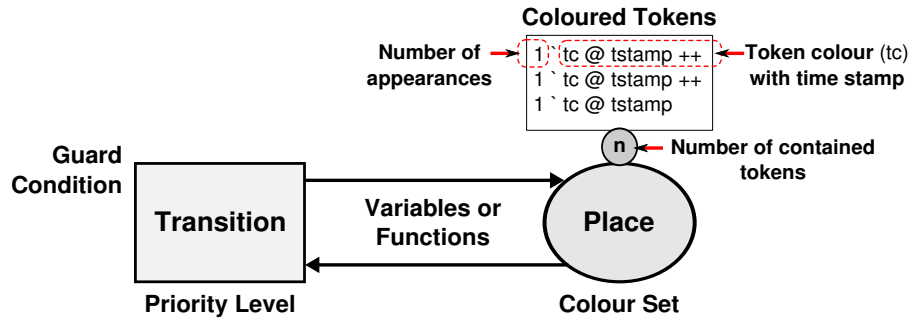 Coloured Tokens
Number of
appearances
1 ` tc @ tstamp ++
1 ` tc @ tstamp ++
1 ` tc @ tstamp
Token colour (tc)
with time stamp
n
Number of contained
tokens
Guard
Condition
Transition
Variables or
Functions
Place
Priority Level
Colour Set